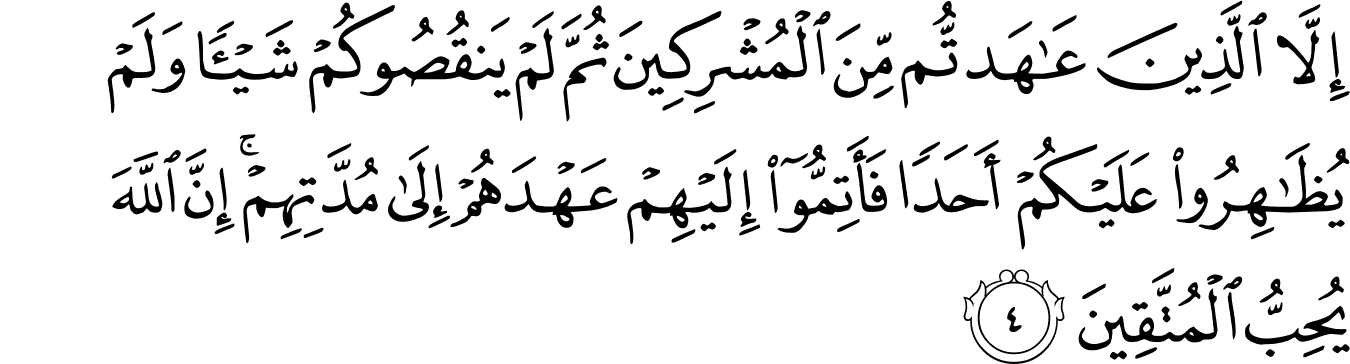 إِلَّا ٱلَّذِينَ عَـٰهَدتُّم مِّنَ ٱلْمُشْرِكِينَ ثُمَّ لَمْ يَنقُصُوكُمْ شَيْـًٔا وَلَمْ
يُظَـٰهِرُوا۟ عَلَيْكُمْ أَحَدًا فَأَتِمُّوٓا۟ إِلَيْهِمْ عَهْدَهُمْ إِلَىٰ مُدَّتِهِمْ ۚ إِنَّ ٱللَّهَ
يُحِبُّ ٱلْمُتَّقِينَ ٤